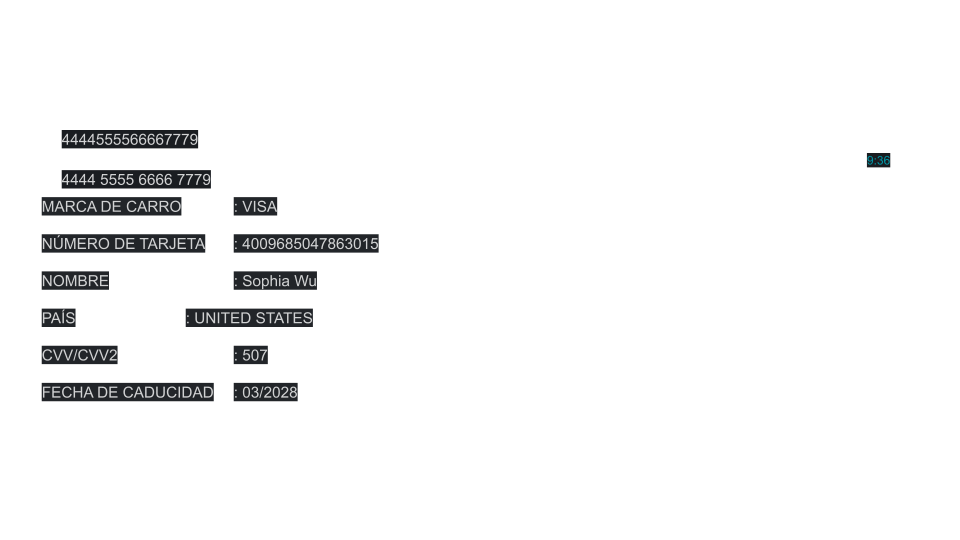 4444555566667779
9:36
4444 5555 6666 7779
MARCA DE CARRO : VISA
NÚMERO DE TARJETA : 4009685047863015
NOMBRE : Sophia Wu
PAÍS : UNITED STATES
CVV/CVV2 : 507
FECHA DE CADUCIDAD : 03/2028